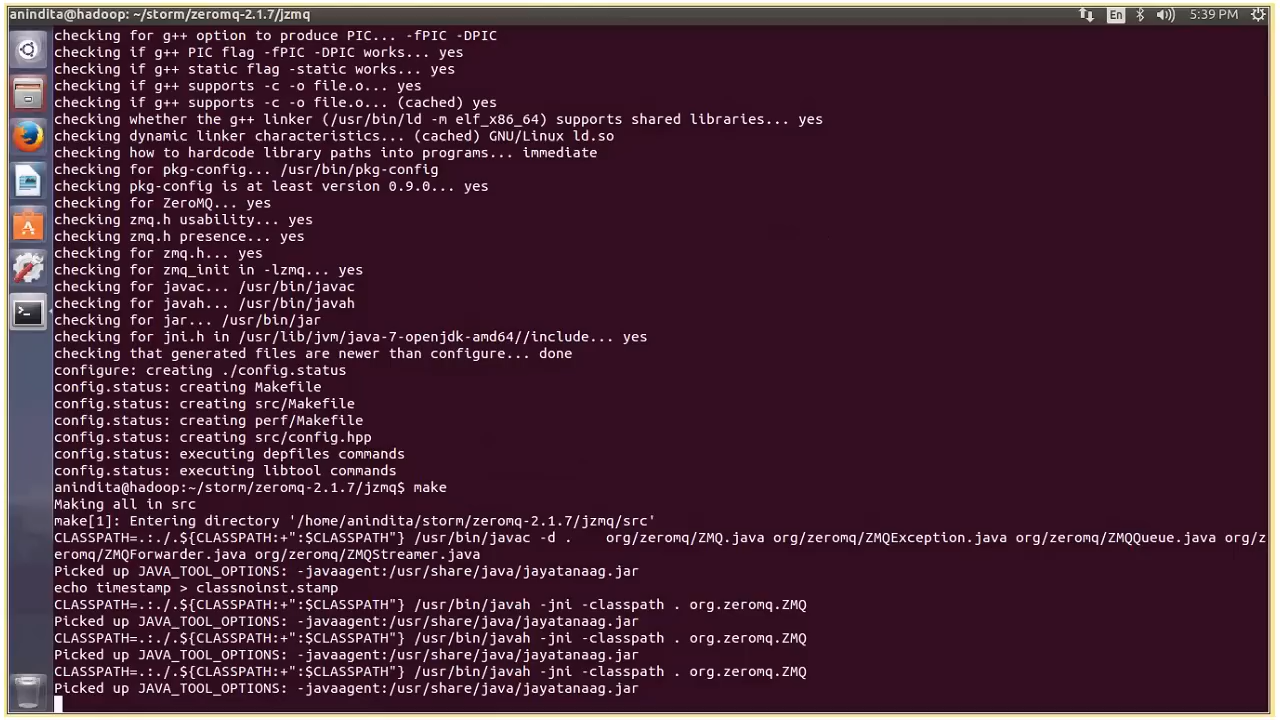 anindita@hadoop: ~/storm/zeromq-2.1.7/jzmq En 5:39 PM
checking for g++ option to produce PIC... -fPIC -DPIC
checking if g++ PIC flag -fPIC -DPIC works... yes
checking if g++ static flag -static works... yes
checking if g++ supports -c -o file.o... yes
checking if g++ supports -c -o file.o... (cached) yes
checking whether the g++ linker (/usr/bin/ld -m elf_x86_64) supports shared libraries... yes
checking dynamic linker characteristics... (cached) GNU/Linux ld.so
checking how to hardcode library paths into programs... immediate
checking for pkg-config... /usr/bin/pkg-config
checking pkg-config is at least version 0.9.0... yes
checking for ZeroMQ... yes
checking zmq.h usability... yes
checking zmq.h presence... yes
checking for zmq.h... yes
checking for zmq_init in -lzmq... yes
checking for javac... /usr/bin/javac
checking for javah... /usr/bin/javah
checking for jar... /usr/bin/jar
checking for jni.h in /usr/lib/jvm/java-7-openjdk-amd64//include... yes
checking that generated files are newer than configure... done
configure: creating ./config.status
config.status: creating Makefile
config.status: creating src/Makefile
config.status: creating perf/Makefile
config.status: creating src/config.hpp
config.status: executing depfiles commands
config.status: executing libtool commands
anindita@hadoop:~/storm/zeromq-2.1.7/jzmq$ make
Making all in src
make[1]: Entering directory '/home/anindita/storm/zeromq-2.1.7/jzmq/src'
CLASSPATH=.:./.${CLASSPATH:+":$CLASSPATH"} /usr/bin/javac -d .    org/zeromq/ZMQ.java org/zeromq/ZMQException.java org/zeromq/ZMQQueue.java org/z
eromq/ZMQForwarder.java org/zeromq/ZMQStreamer.java
Picked up JAVA_TOOL_OPTIONS: -javaagent:/usr/share/java/jayatanaag.jar
echo timestamp > classnoinst.stamp
CLASSPATH=.:./.${CLASSPATH:+":$CLASSPATH"} /usr/bin/javah -jni -classpath . org.zeromq.ZMQ
Picked up JAVA_TOOL_OPTIONS: -javaagent:/usr/share/java/jayatanaag.jar
CLASSPATH=.:./.${CLASSPATH:+":$CLASSPATH"} /usr/bin/javah -jni -classpath . org.zeromq.ZMQ
Picked up JAVA_TOOL_OPTIONS: -javaagent:/usr/share/java/jayatanaag.jar
CLASSPATH=.:./.${CLASSPATH:+":$CLASSPATH"} /usr/bin/javah -jni -classpath . org.zeromq.ZMQ
Picked up JAVA_TOOL_OPTIONS: -javaagent:/usr/share/java/jayatanaag.jar